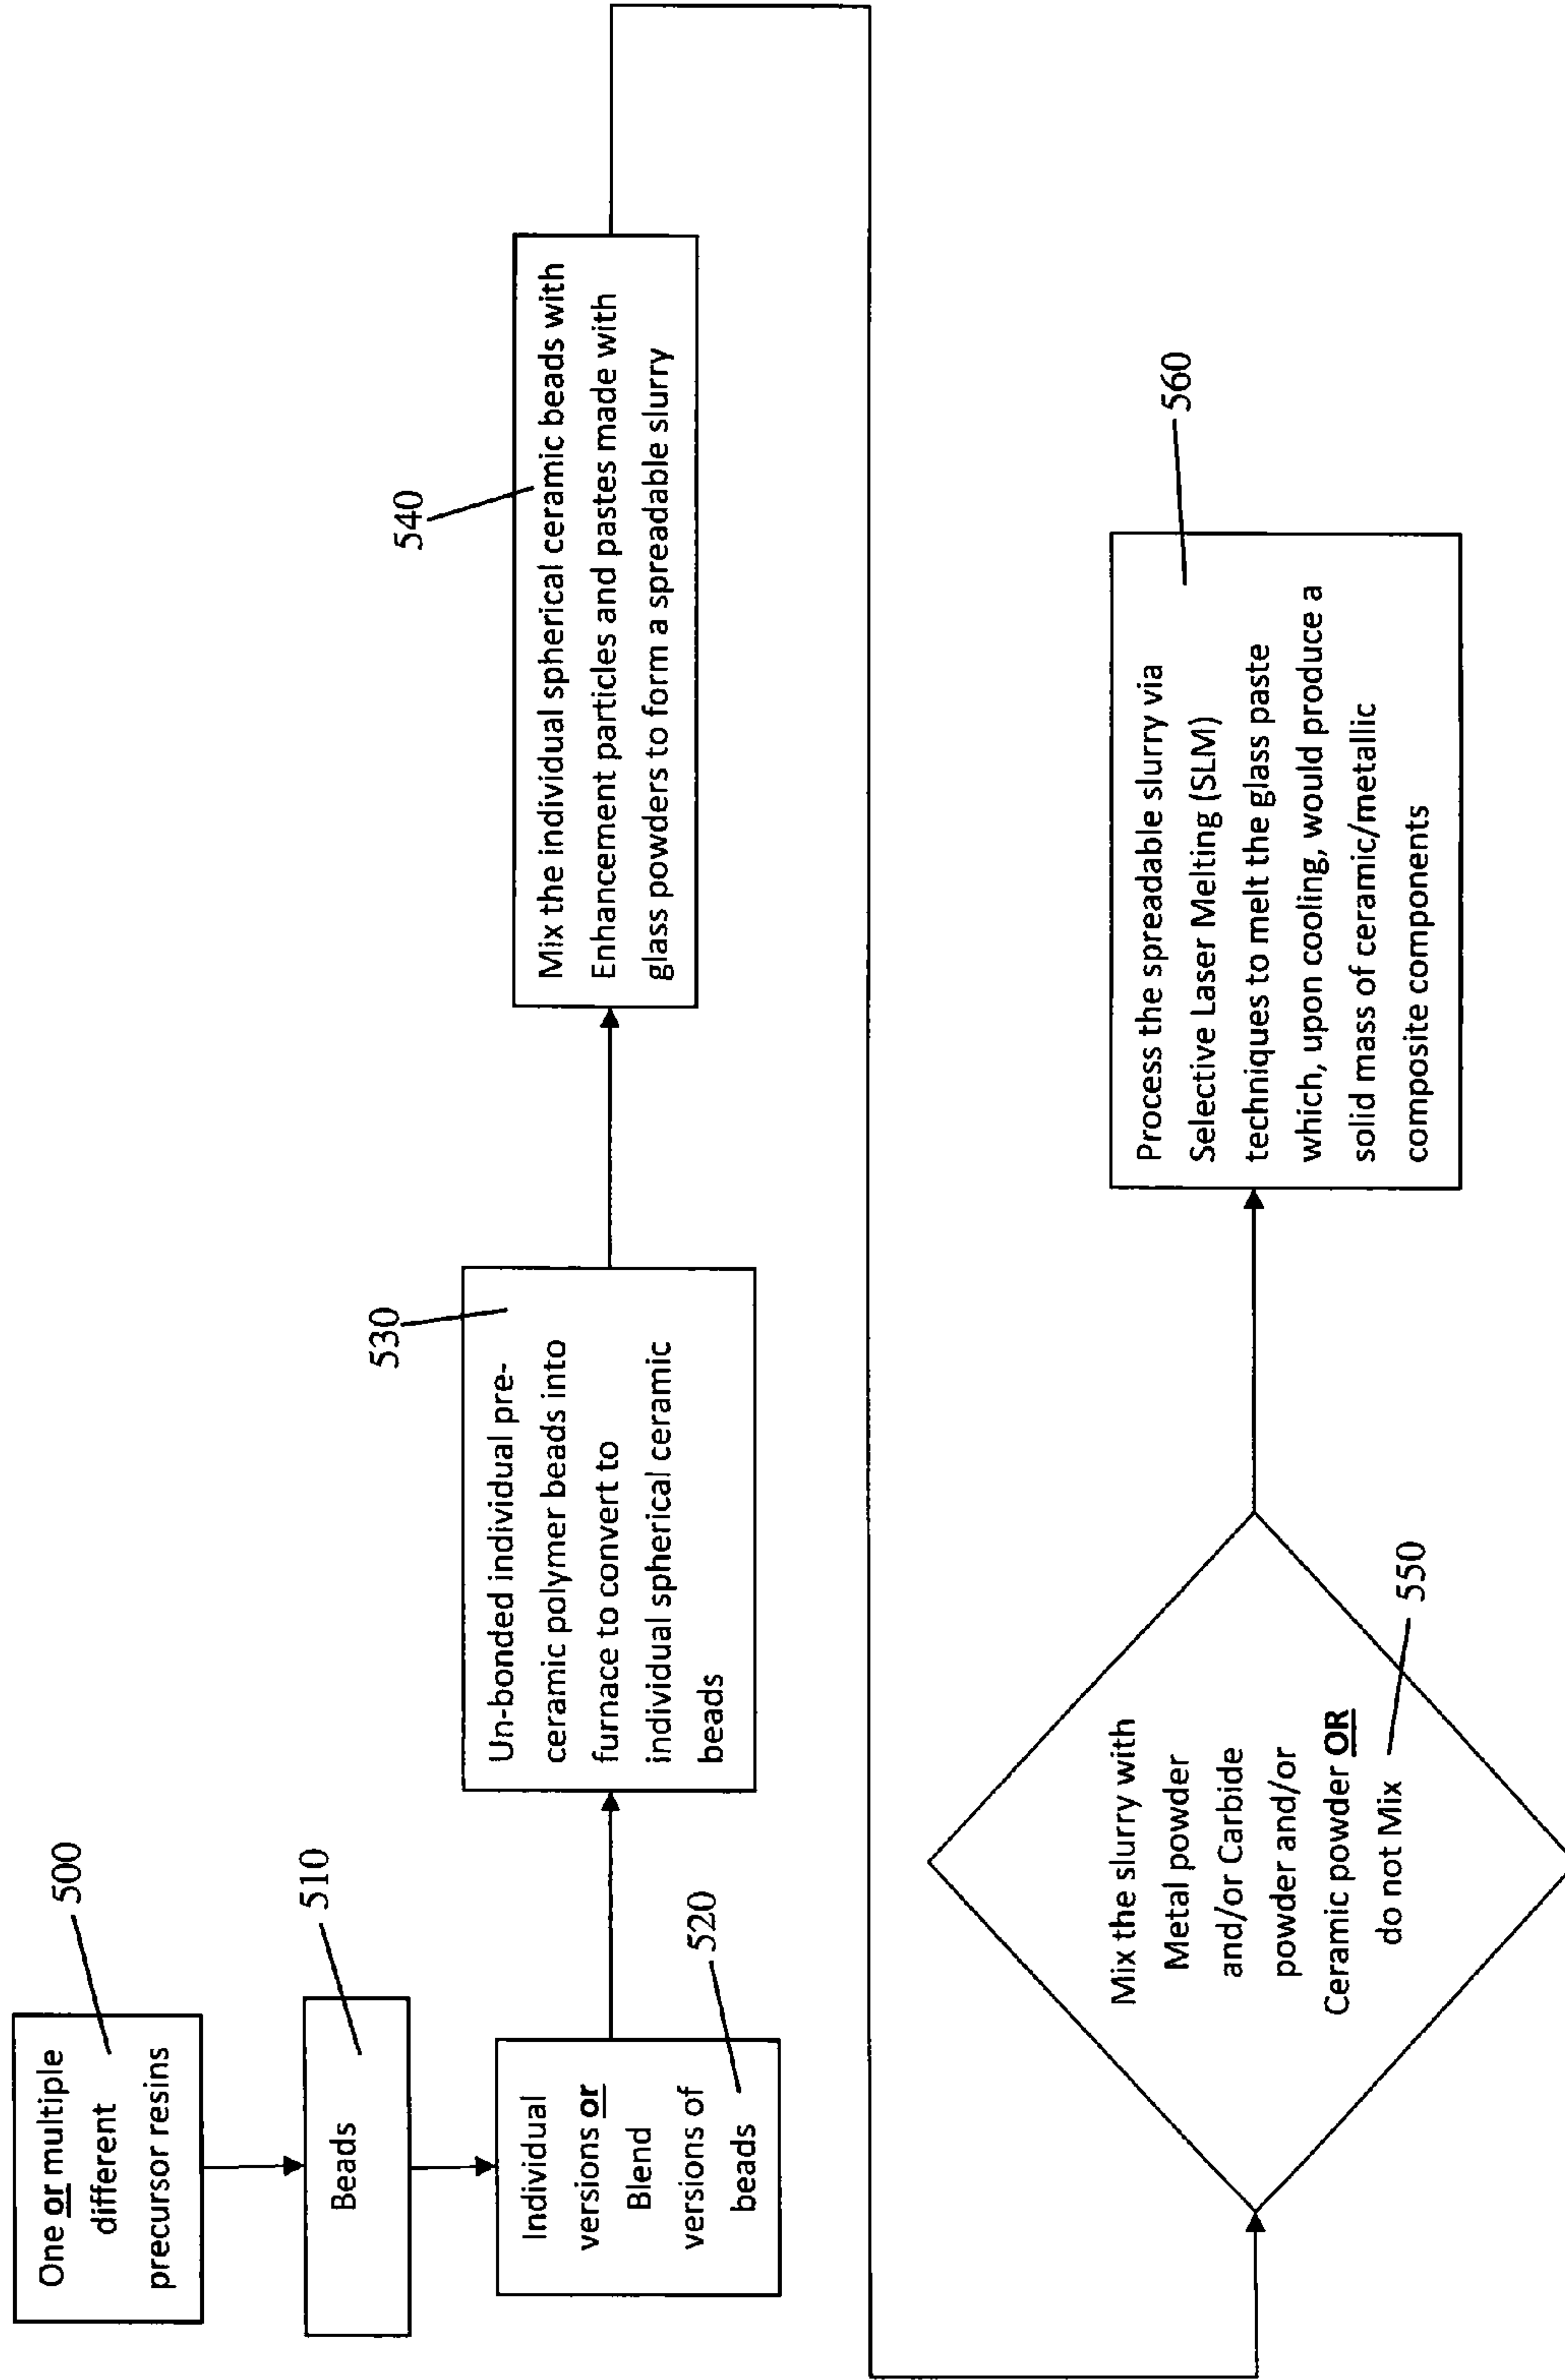 One or multiple
different
precursor resins
500
Beads
510
Individual
versions or
Blend
versions of
beads
520
Un-bonded individual pre-
ceramic polymer beads into
furnace to convert to
individual spherical ceramic
beads
530
Mix the individual spherical ceramic beads with
Enhancement particles and pastes made with
glass powders to form a spreadable slurry
540
Mix the slurry with
Metal powder
and/or Carbide
powder and/or
Ceramic powder OR
do not Mix
550
Process the spreadable slurry via
Selective Laser Melting (SLM)
techniques to melt the glass paste
which, upon cooling, would produce a
solid mass of ceramic/metallic
composite components
560